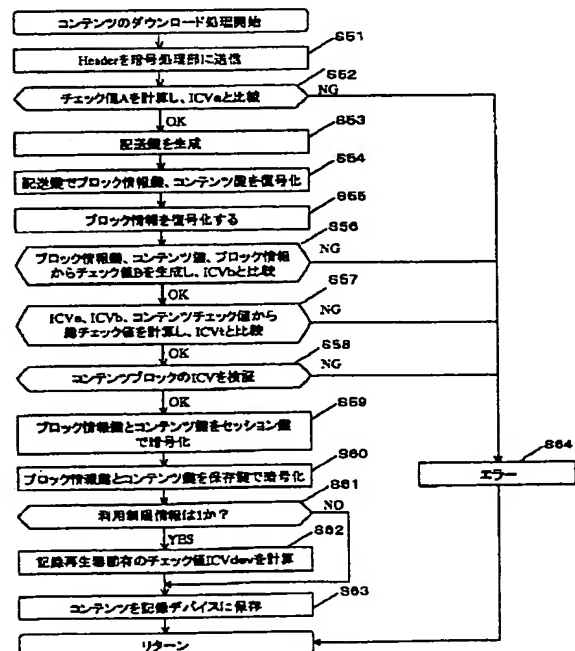 コンテンツのダウンロード処理開始
S51
Headerを暗号処理部に送信
S52
チェック値Aを計算し、ICVaと比較
NG
OK
S53
配送鍵を生成
S54
配送鍵でブロック情報鍵、コンテンツ鍵を復号化
S55
ブロック情報を復号化する
S56
ブロック情報鍵、コンテンツ鍵、ブロック情報
からチェック値Bを生成し、ICVbと比較
NG
OK
S57
ICVa、ICVb、コンテンツチェック値から
総チェック値を計算し、ICVtと比較
NG
OK
S58
コンテンツブロックのICVを検証
NG
OK
S59
ブロック情報鍵とコンテンツ鍵をセッション鍵
で暗号化
S60
ブロック情報鍵とコンテンツ鍵を保存鍵で暗号化
S61
利用制限情報は1か?
NO
YES
S62
記録再生器固有のチェック値ICVdevを計算
S63
コンテンツを記録デバイスに保存
S64
エラー
リターン